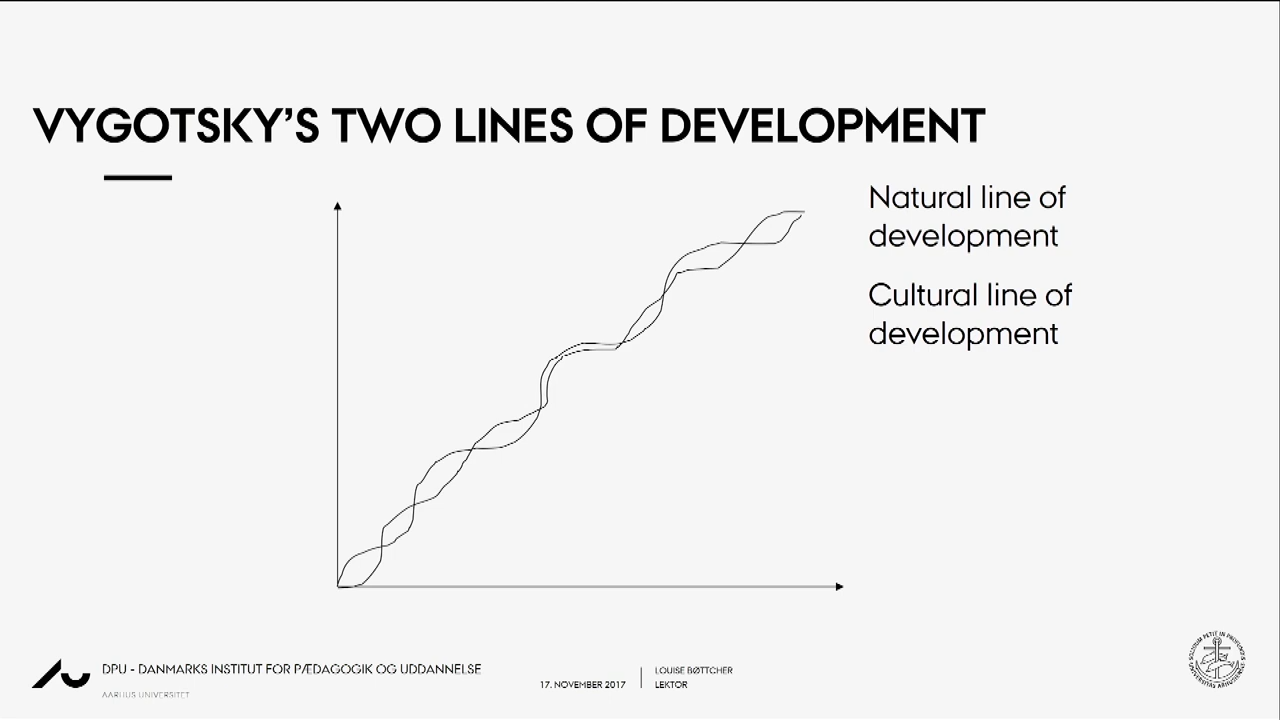 VYGOTSKY'S TWO LINES OF DEVELOPMENT
Natural line of
development
Cultural line of
development
DPU - DANMARKS INSTITUT FOR PÆDAGOGIK OG UDDANNELSE
AARHUS UNIVERSITET
17. NOVEMBER 2017
LOUISE BØTTCHER
LEKTOR